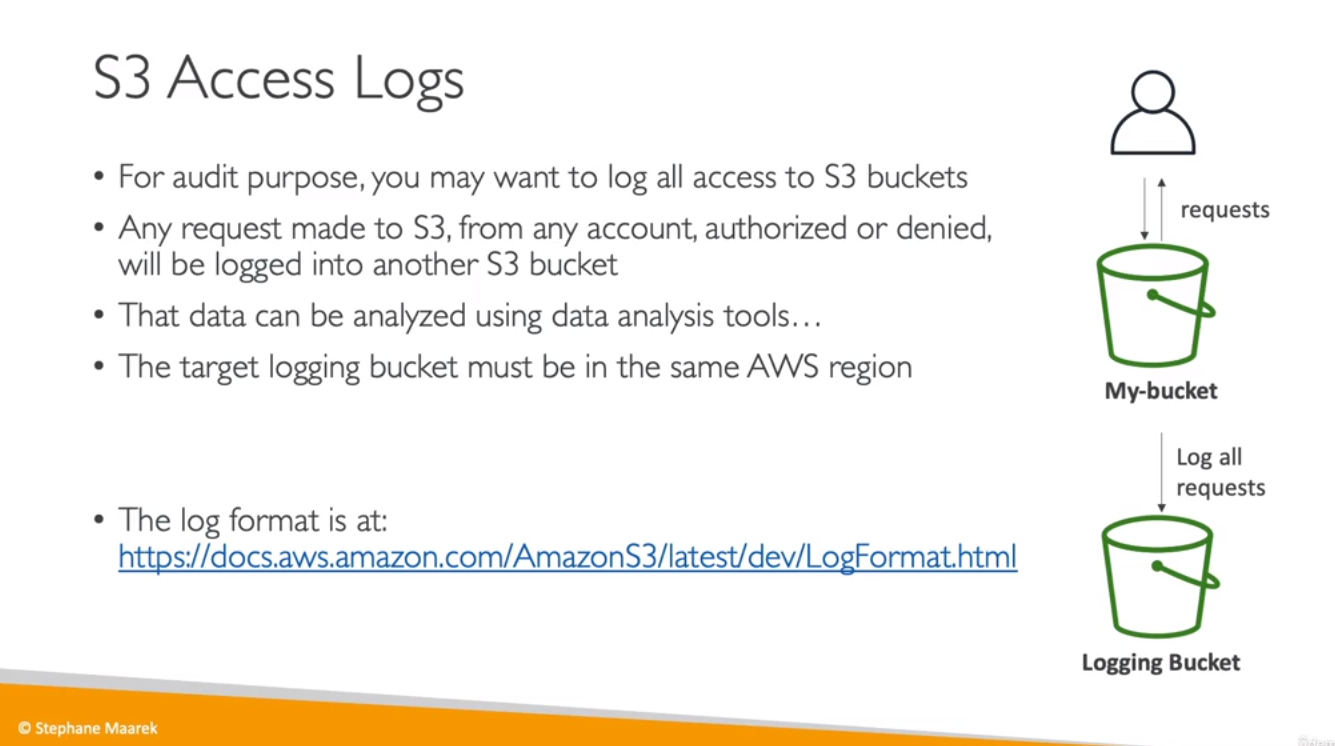 S3 Access Logs
• For audit purpose, you may want to log all access to S3 buckets
• Any request made to S3, from any account, authorized or denied,
will be logged into another S3 bucket
• That data can be analyzed using data analysis tools…
• The target logging bucket must be in the same AWS region
• The log format is at:
https://docs.aws.amazon.com/AmazonS3/latest/dev/LogFormat.html
requests
My-bucket
Log all
requests
Logging Bucket
© Stephane Maarek